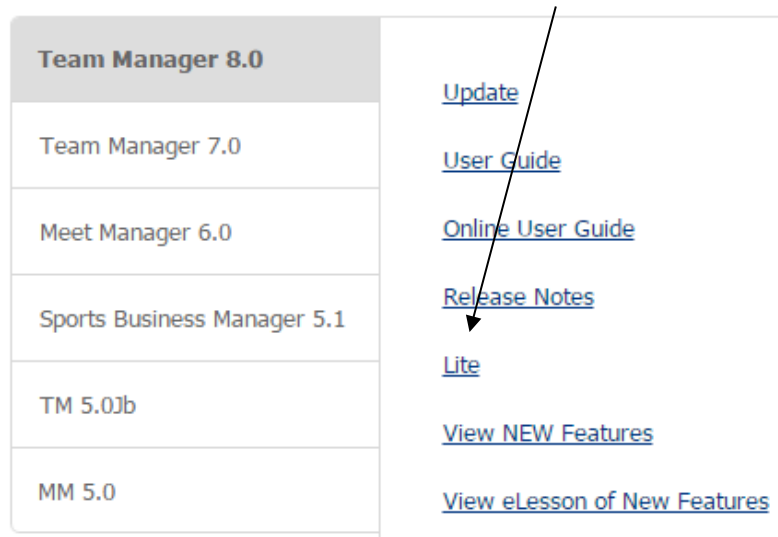 Team Manager 8.0
Team Manager 7.0
Meet Manager 6.0
Sports Business Manager 5.1
TM 5.0Jb
MM 5.0
Update
User Guide
Online User Guide
Release Notes
Lite
View NEW Features
View eLesson of New Features